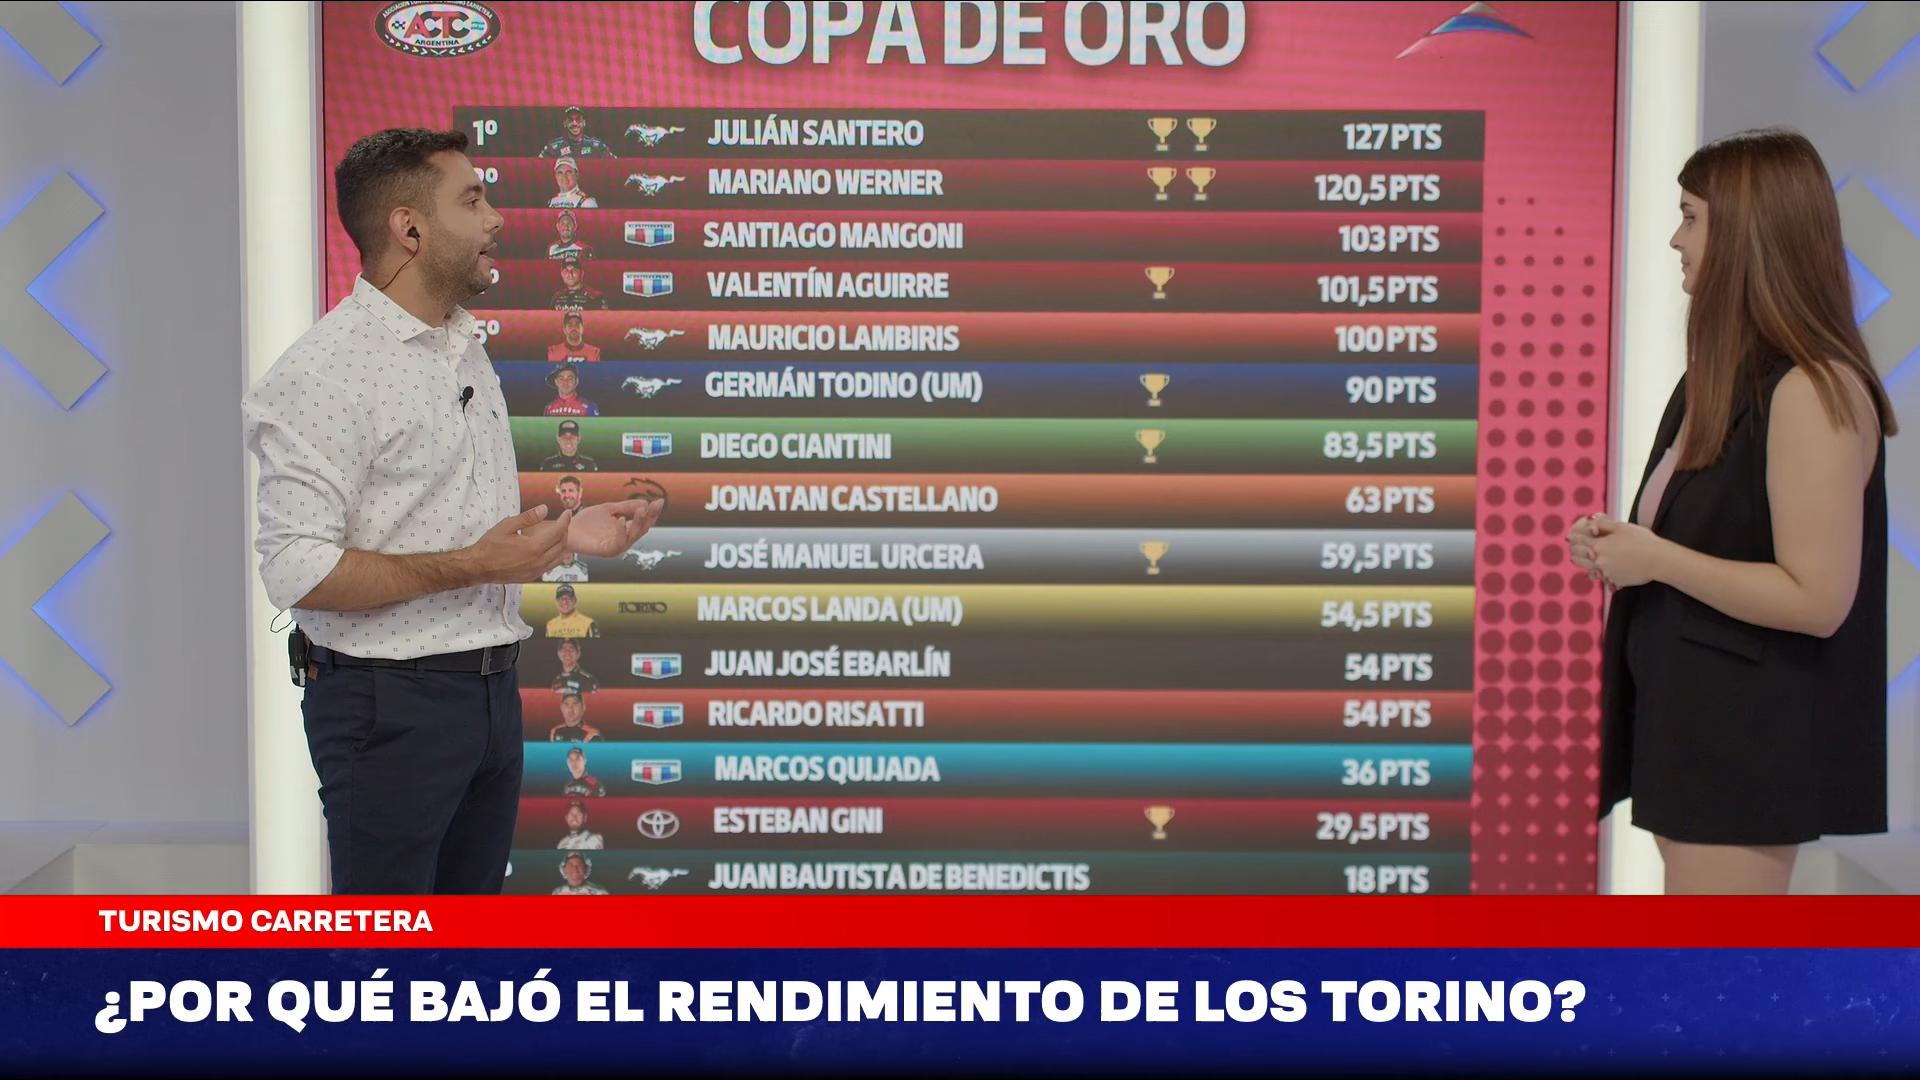 ACTC
ARGENTINA
COPA DE ORO
1º JULIÁN SANTERO 127 PTS
MARIANO WERNER 120,5 PTS
SANTIAGO MANGONI 103 PTS
VALENTÍN AGUIRRE 101,5 PTS
5º MAURICIO LAMBIRIS 100 PTS
GERMÁN TODINO (UM) 90 PTS
DIEGO CIANTINI 83,5 PTS
JONATAN CASTELLANO 63 PTS
JOSÉ MANUEL URCERA 59,5 PTS
TORINO MARCOS LANDA (UM) 54,5 PTS
JUAN JOSÉ EBARLÍN 54 PTS
RICARDO RISATTI 54 PTS
MARCOS QUIJADA 36 PTS
ESTEBAN GINI 29,5 PTS
JUAN BAUTISTA DE BENEDICTIS 18 PTS
TURISMO CARRETERA
¿POR QUÉ BAJÓ EL RENDIMIENTO DE LOS TORINO?